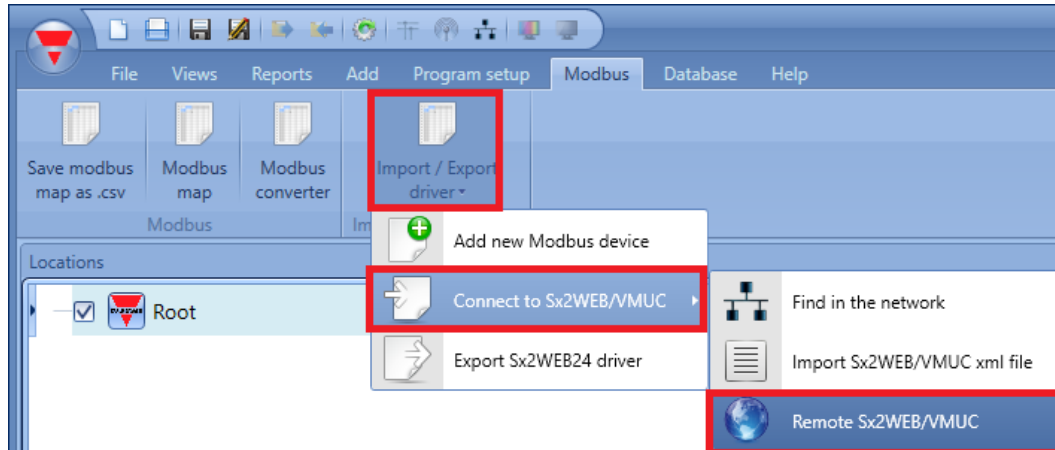 File Views Reports Add Program setup Modbus Database Help
Save modbus map as .csv
Modbus map
Modbus converter
Import / Export driver
Modbus
Im
Add new Modbus device
Locations
Connect to Sx2WEB/VMUC
Find in the network
Root
Export Sx2WEB24 driver
Import Sx2WEB/VMUC xml file
Remote Sx2WEB/VMUC